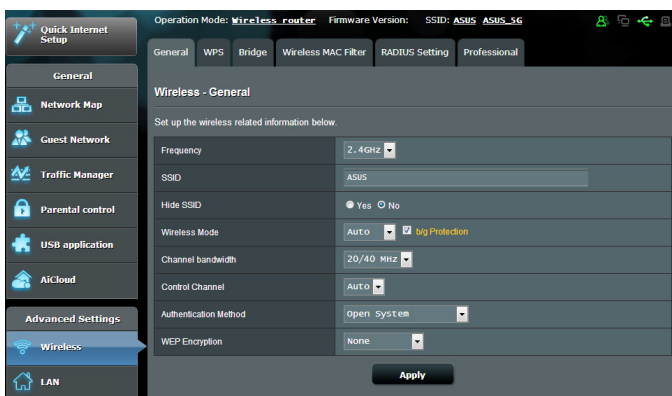 Quick Internet Setup
Operation Mode: Wireless router Firmware Version: SSID: ASUS ASUS_5G
General WPS Bridge Wireless MAC Filter RADIUS Setting Professional
General
Network Map
Guest Network
Traffic Manager
Parental control
USB application
AiCloud
Advanced Settings
Wireless
LAN
Wireless - General
Set up the wireless related information below.
Frequency 2.4GHz
SSID ASUS
Hide SSID Yes No
Wireless Mode Auto b/g Protection
Channel bandwidth 20/40 MHz
Control Channel Auto
Authentication Method Open System
WEP Encryption None
Apply